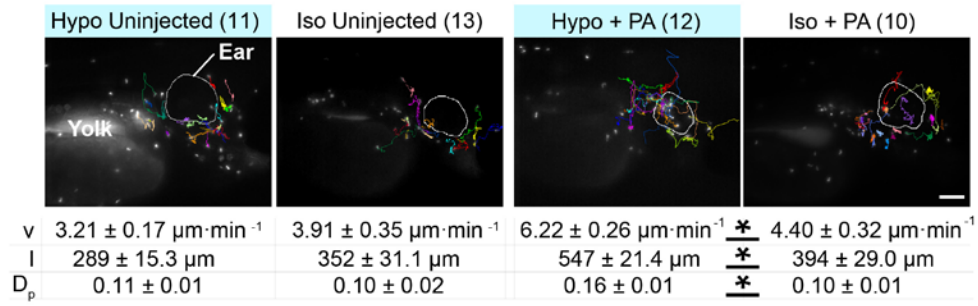 Hypo Uninjected (11) Iso Uninjected (13) Hypo + PA (12) Iso + PA (10)
Ear
Yolk
v 3.21 ± 0.17 µm·min⁻¹ 3.91 ± 0.35 µm·min⁻¹ 6.22 ± 0.26 µm·min⁻¹ * 4.40 ± 0.32 µm·min⁻¹
l 289 ± 15.3 µm 352 ± 31.1 µm 547 ± 21.4 µm * 394 ± 29.0 µm
Dₚ 0.11 ± 0.01 0.10 ± 0.02 0.16 ± 0.01 * 0.10 ± 0.01